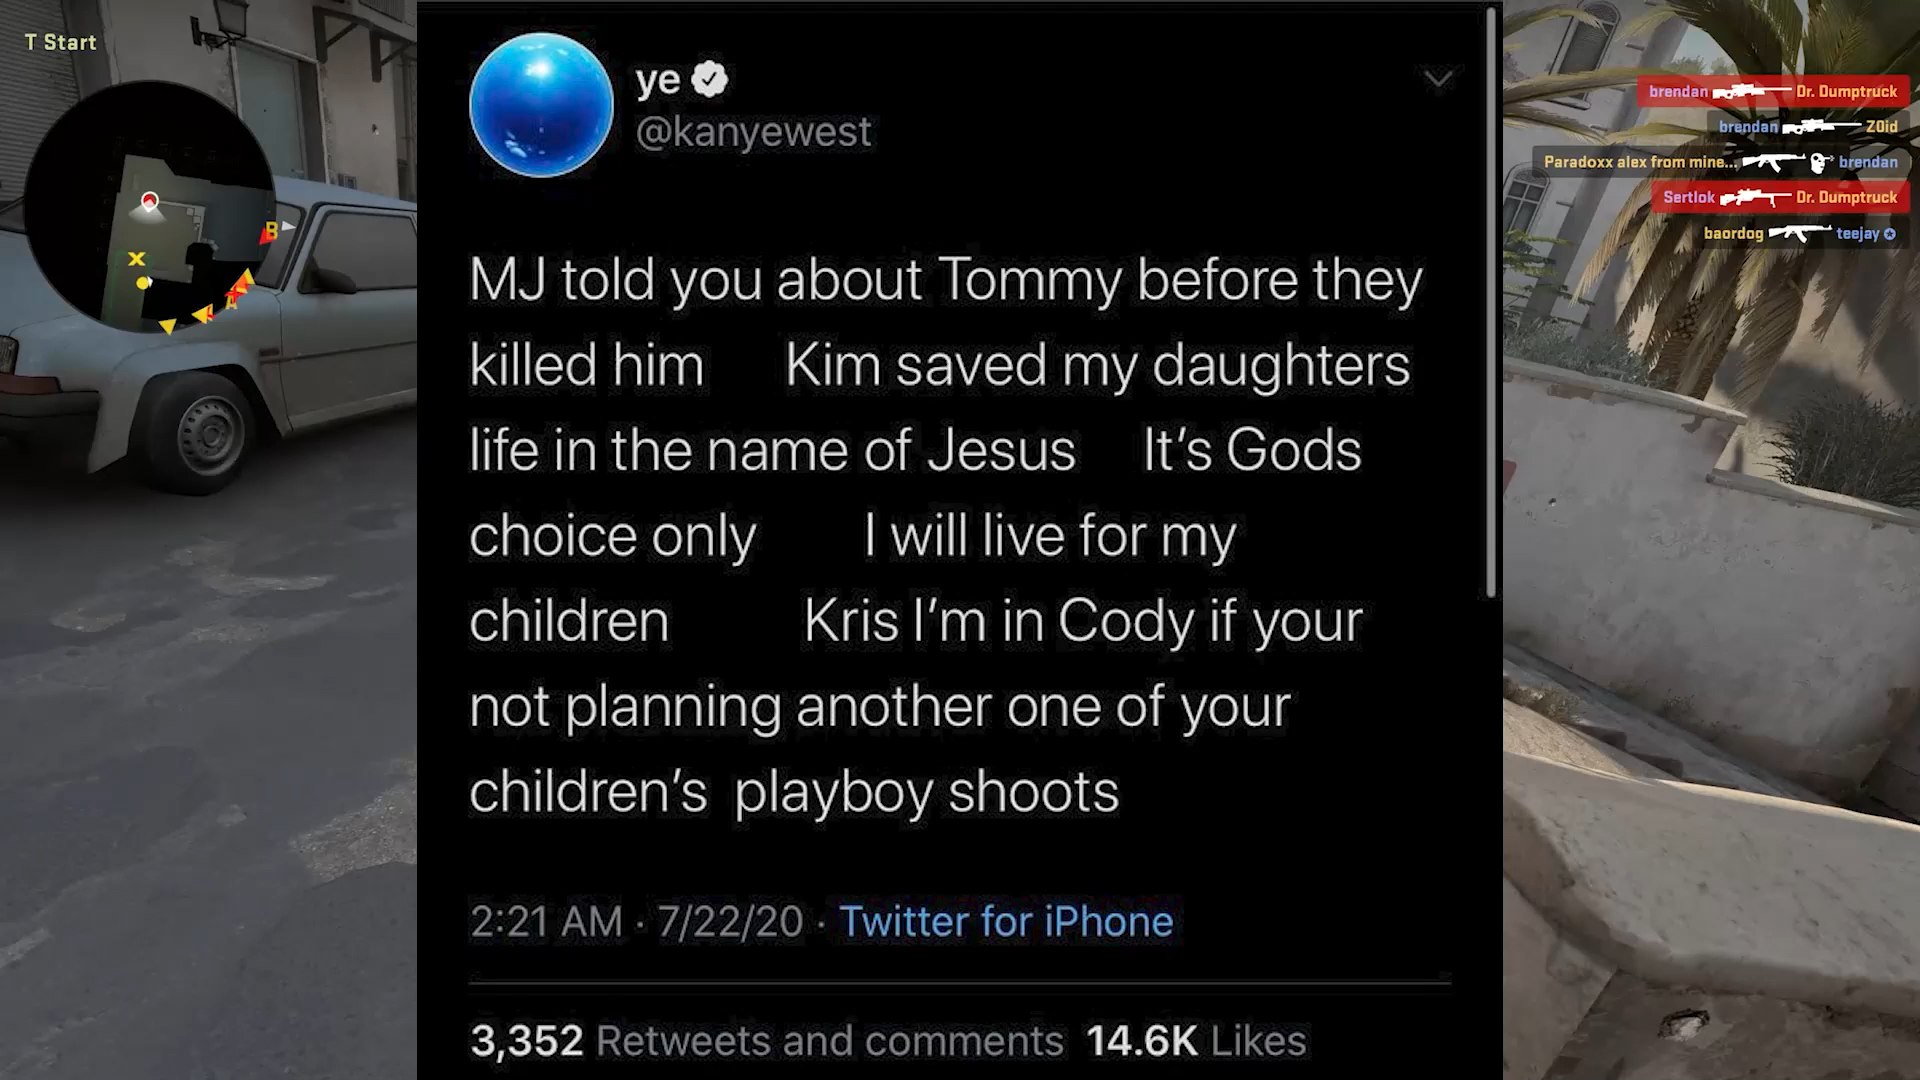 T Start
B
A
ye
@kanyewest
MJ told you about Tommy before they
killed him Kim saved my daughters
life in the name of Jesus It's Gods
choice only I will live for my
children Kris I'm in Cody if your
not planning another one of your
children's playboy shoots
2:21 AM · 7/22/20 · Twitter for iPhone
3,352 Retweets and comments 14.6K Likes
brendan Dr. Dumptruck
brendan Z0id
Paradoxx alex from mine... brendan
Sertlok Dr. Dumptruck
baordog teejay